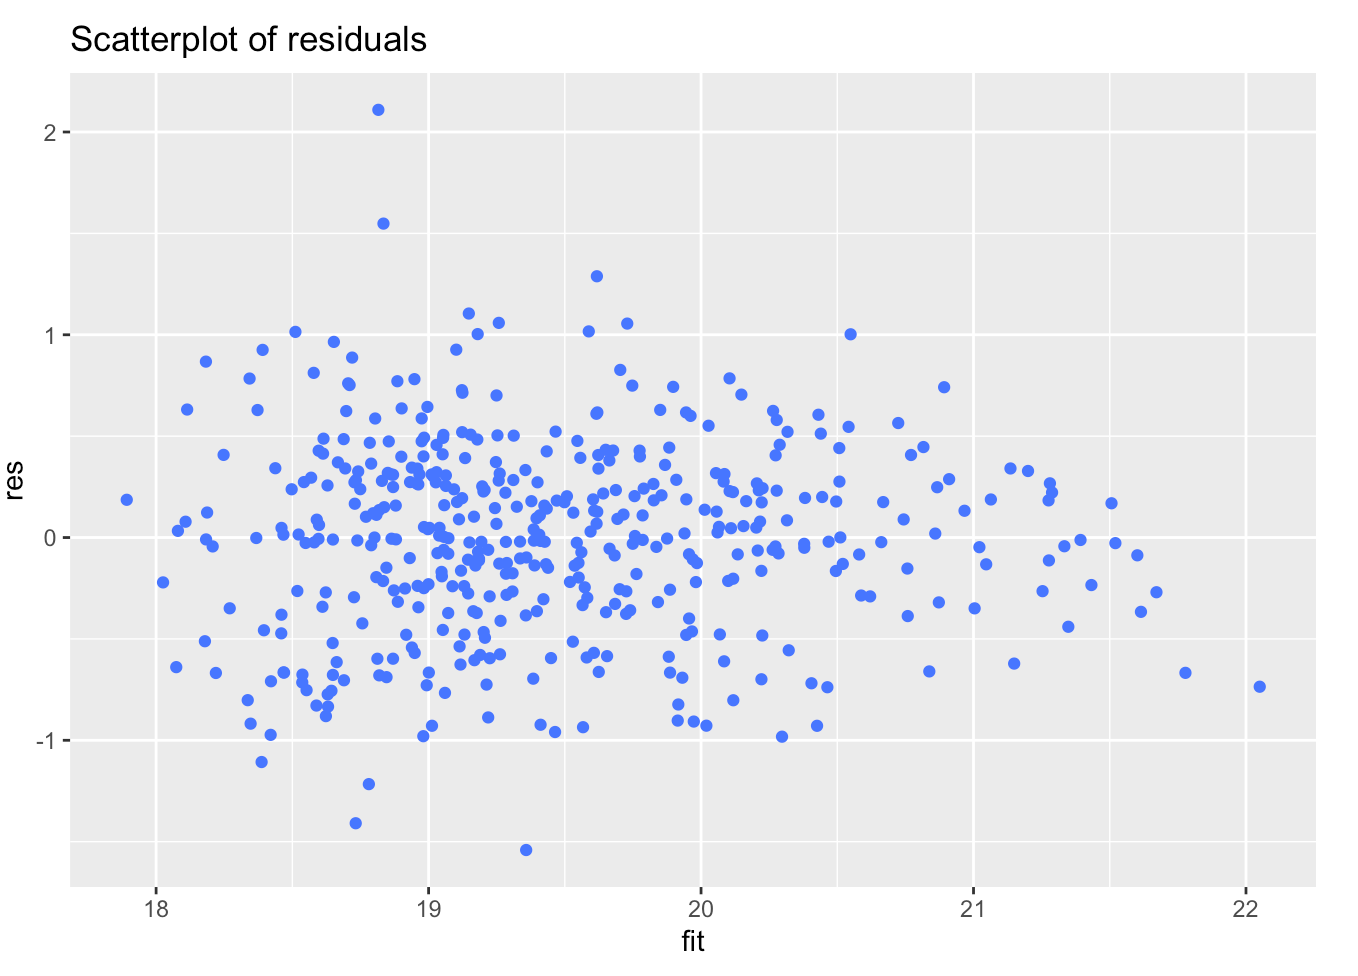 Scatterplot of residuals
2
1
0
-1
res
18 19 20 21 22
fit